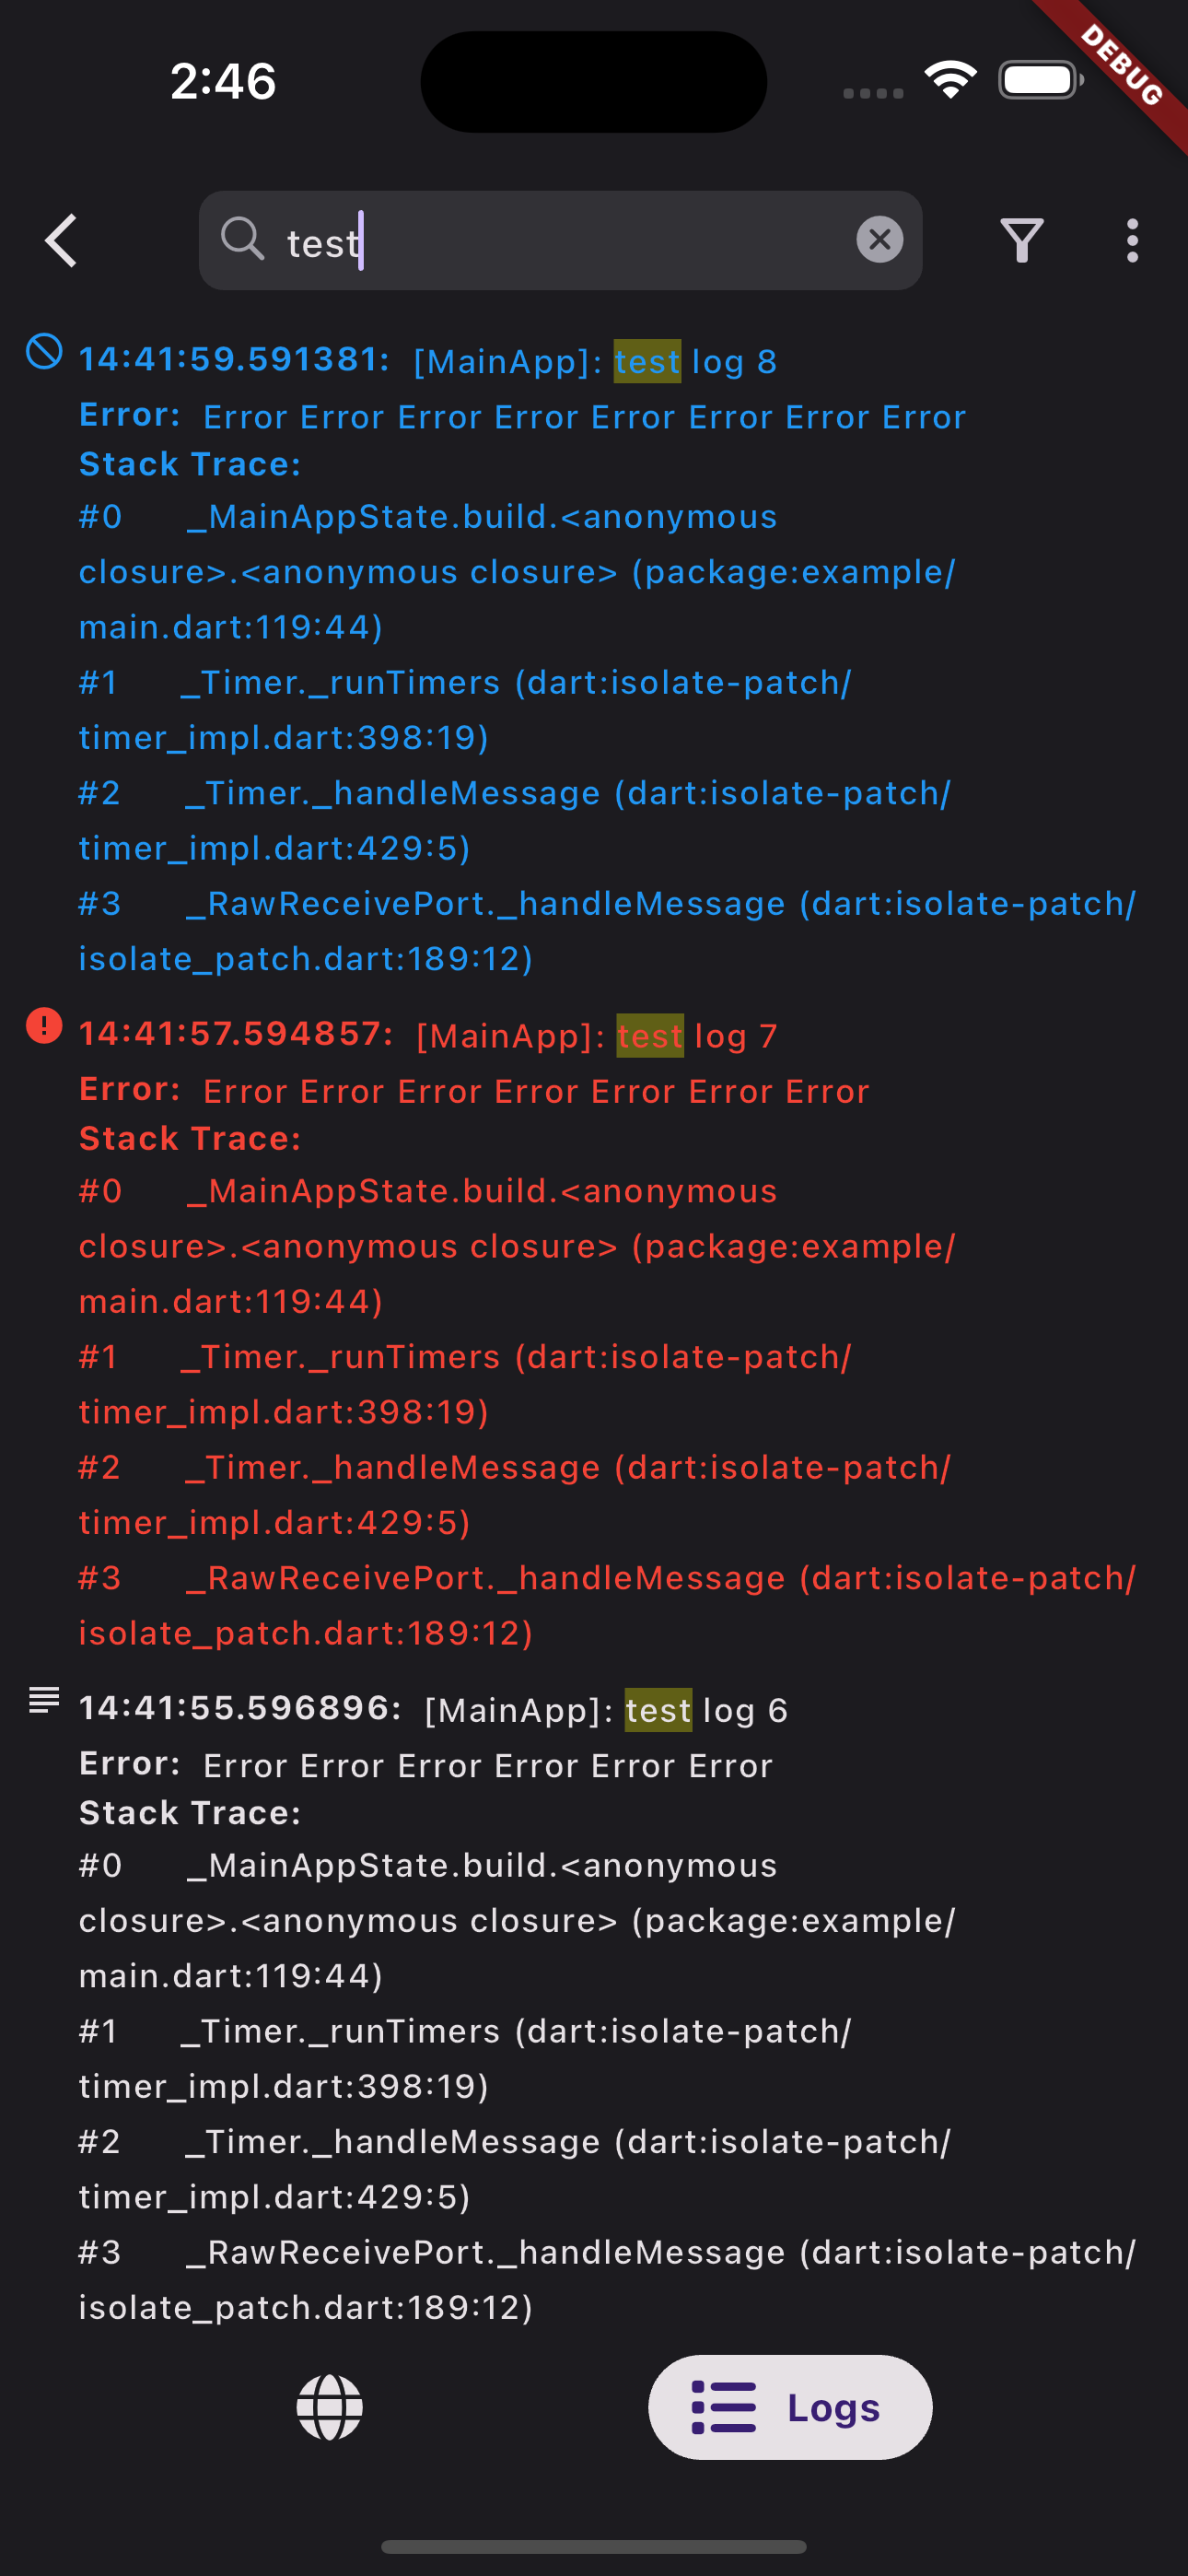 2:46
DEBUG
test
14:41:59.591381: [MainApp]: test log 8
Error: Error Error Error Error Error Error Error Error
Stack Trace:
#0 _MainAppState.build.<anonymous
closure>.<anonymous closure> (package:example/
main.dart:119:44)
#1 _Timer._runTimers (dart:isolate-patch/
timer_impl.dart:398:19)
#2 _Timer._handleMessage (dart:isolate-patch/
timer_impl.dart:429:5)
#3 _RawReceivePort._handleMessage (dart:isolate-patch/
isolate_patch.dart:189:12)
14:41:57.594857: [MainApp]: test log 7
Error: Error Error Error Error Error Error Error
Stack Trace:
#0 _MainAppState.build.<anonymous
closure>.<anonymous closure> (package:example/
main.dart:119:44)
#1 _Timer._runTimers (dart:isolate-patch/
timer_impl.dart:398:19)
#2 _Timer._handleMessage (dart:isolate-patch/
timer_impl.dart:429:5)
#3 _RawReceivePort._handleMessage (dart:isolate-patch/
isolate_patch.dart:189:12)
14:41:55.596896: [MainApp]: test log 6
Error: Error Error Error Error Error Error
Stack Trace:
#0 _MainAppState.build.<anonymous
closure>.<anonymous closure> (package:example/
main.dart:119:44)
#1 _Timer._runTimers (dart:isolate-patch/
timer_impl.dart:398:19)
#2 _Timer._handleMessage (dart:isolate-patch/
timer_impl.dart:429:5)
#3 _RawReceivePort._handleMessage (dart:isolate-patch/
isolate_patch.dart:189:12)
Logs